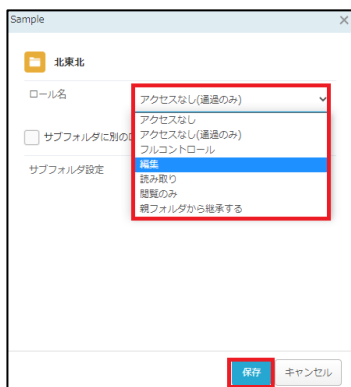 Sample
北東北
ロール名
アクセスなし(通過のみ)
アクセスなし
アクセスなし(通過のみ)
フルコントロール
編集
読み取り
閲覧のみ
親フォルダから継承する
サブフォルダに別の
サブフォルダ設定
保存
キャンセル